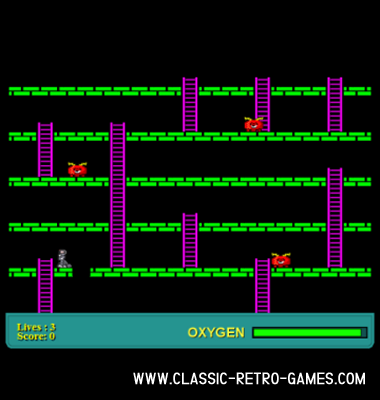 Lives : 3
Score: 0
OXYGEN
WWW.CLASSIC-RETRO-GAMES.COM